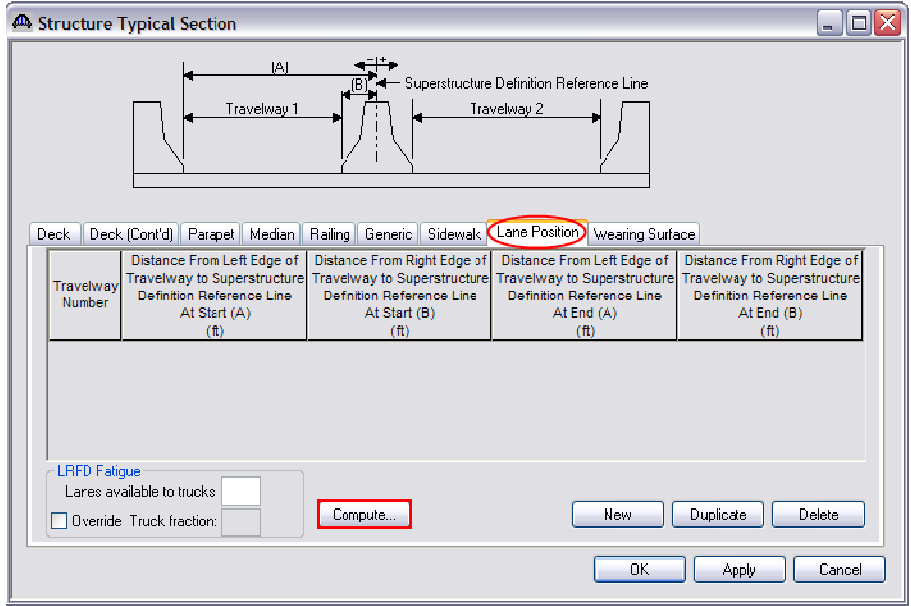 Structure Typical Section
(A)
- +
(B)
Superstructure Definition Reference Line
Travelway 1
Travelway 2
Deck
Deck (Cont'd)
Parapet
Median
Railing
Generic
Sidewalk
Lane Position
Wearing Surface
Travelway
Number
Distance From Left Edge of
Travelway to Superstructure
Definition Reference Line
At Start (A)
(ft)
Distance From Right Edge of
Travelway to Superstructure
Definition Reference Line
At Start (B)
(ft)
Distance From Left Edge of
Travelway to Superstructure
Definition Reference Line
At End (A)
(ft)
Distance From Right Edge of
Travelway to Superstructure
Definition Reference Line
At End (B)
(ft)
LRFD Fatigue
Lanes available to trucks
Override
Truck fraction:
Compute...
New
Duplicate
Delete
OK
Apply
Cancel